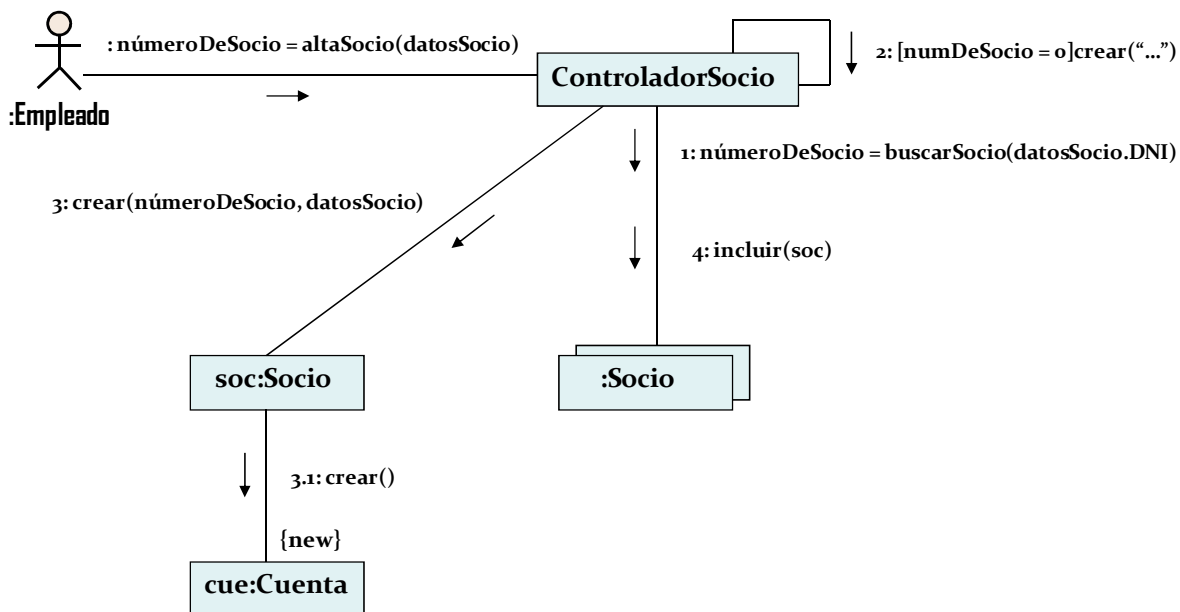 : númeroDeSocio = altaSocio(datosSocio)
:Empleado
ControladorSocio
2: [numDeSocio = 0]crear(“...”)
1: númeroDeSocio = buscarSocio(datosSocio.DNI)
3: crear(númeroDeSocio, datosSocio)
4: incluir(soc)
soc:Socio
:Socio
3.1: crear()
{new}
cue:Cuenta